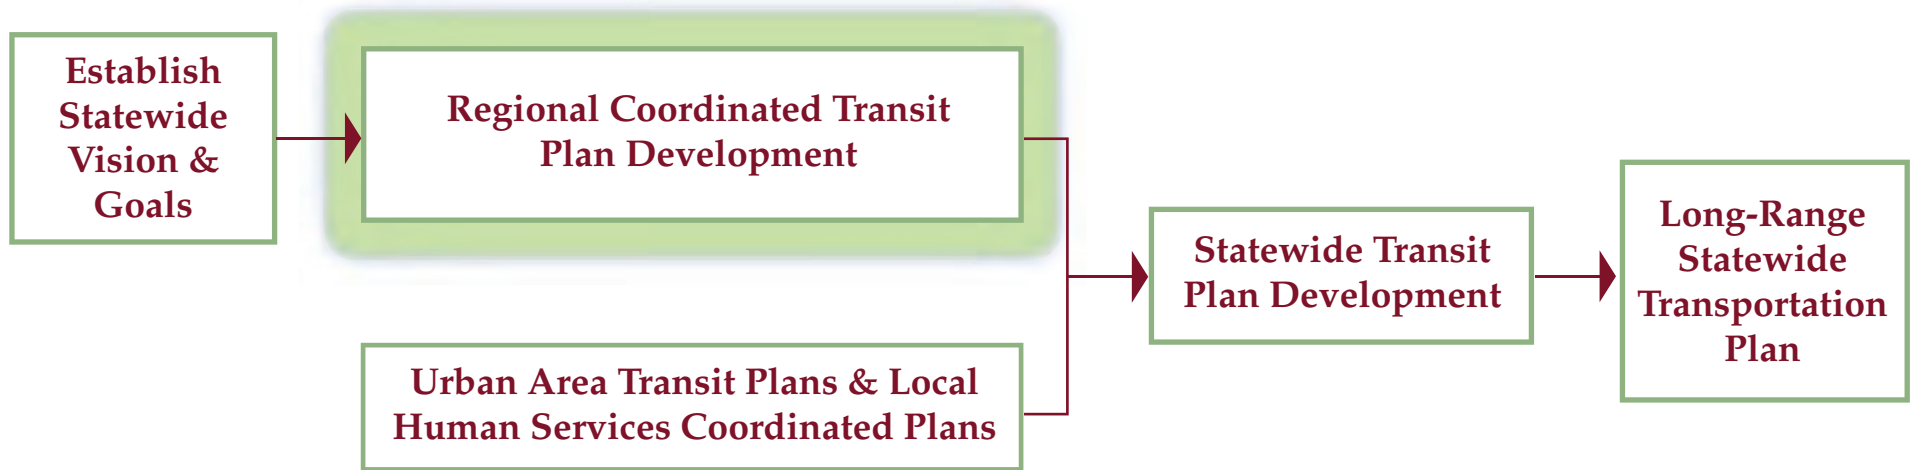 Establish
Statewide
Vision &
Goals
Regional Coordinated Transit
Plan Development
Urban Area Transit Plans & Local
Human Services Coordinated Plans
Statewide Transit
Plan Development
Long-Range
Statewide
Transportation
Plan